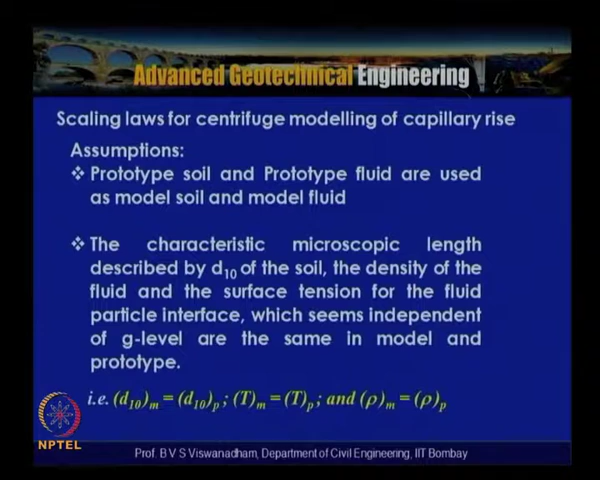 Advanced Geotechnical Engineering
Scaling laws for centrifuge modelling of capillary rise
Assumptions:
❖ Prototype soil and Prototype fluid are used
as model soil and model fluid
❖ The characteristic microscopic length
described by d₁₀ of the soil, the density of the
fluid and the surface tension for the fluid
particle interface, which seems independent
of g-level are the same in model and
prototype.
i.e. (d₁₀)ₘ = (d₁₀)ₚ ; (T)ₘ = (T)ₚ ; and (ρ)ₘ = (ρ)ₚ
NPTEL
Prof. B V S Viswanadham, Department of Civil Engineering, IIT Bombay